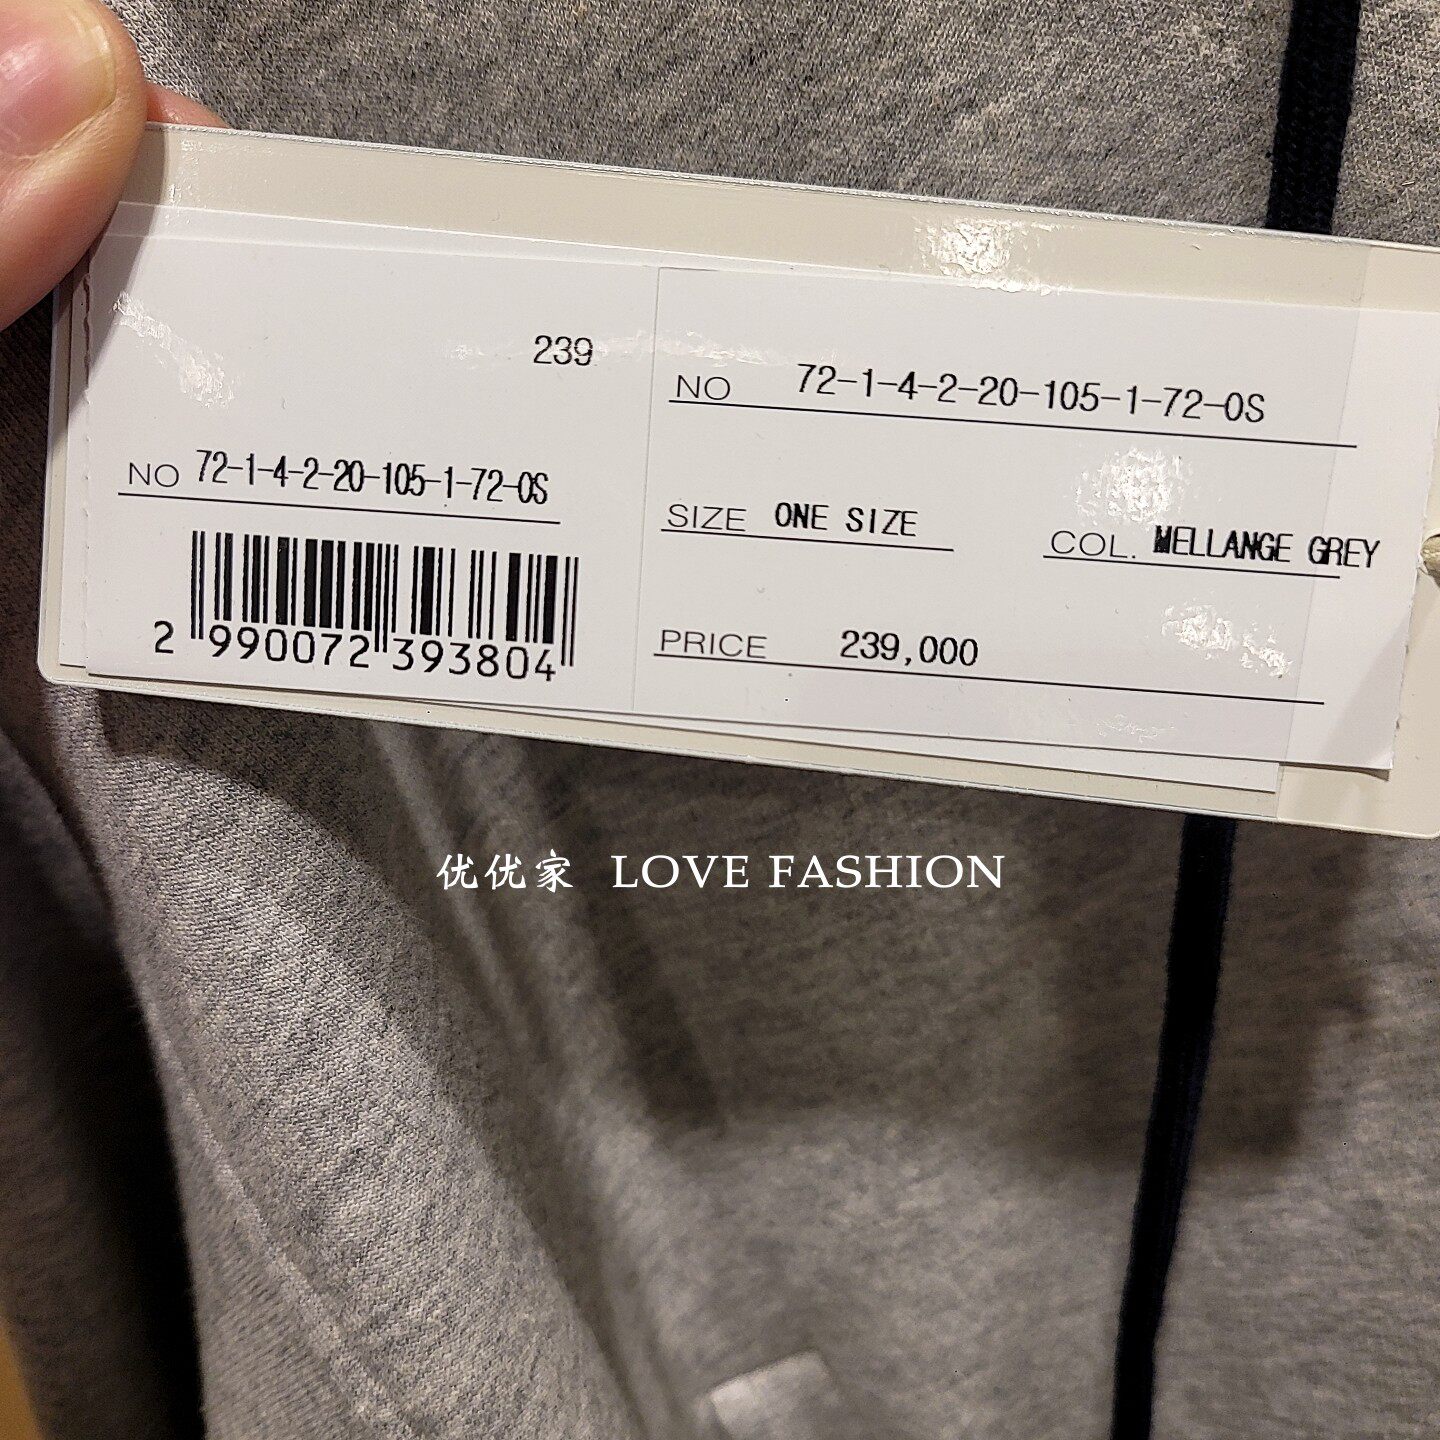 239
NO 72-1-4-2-20-105-1-72-0S
2 990072 393804
NO 72-1-4-2-20-105-1-72-0S
SIZE ONE SIZE COL. MELLANGE GREY
PRICE 239,000
优优家 LOVE FASHION